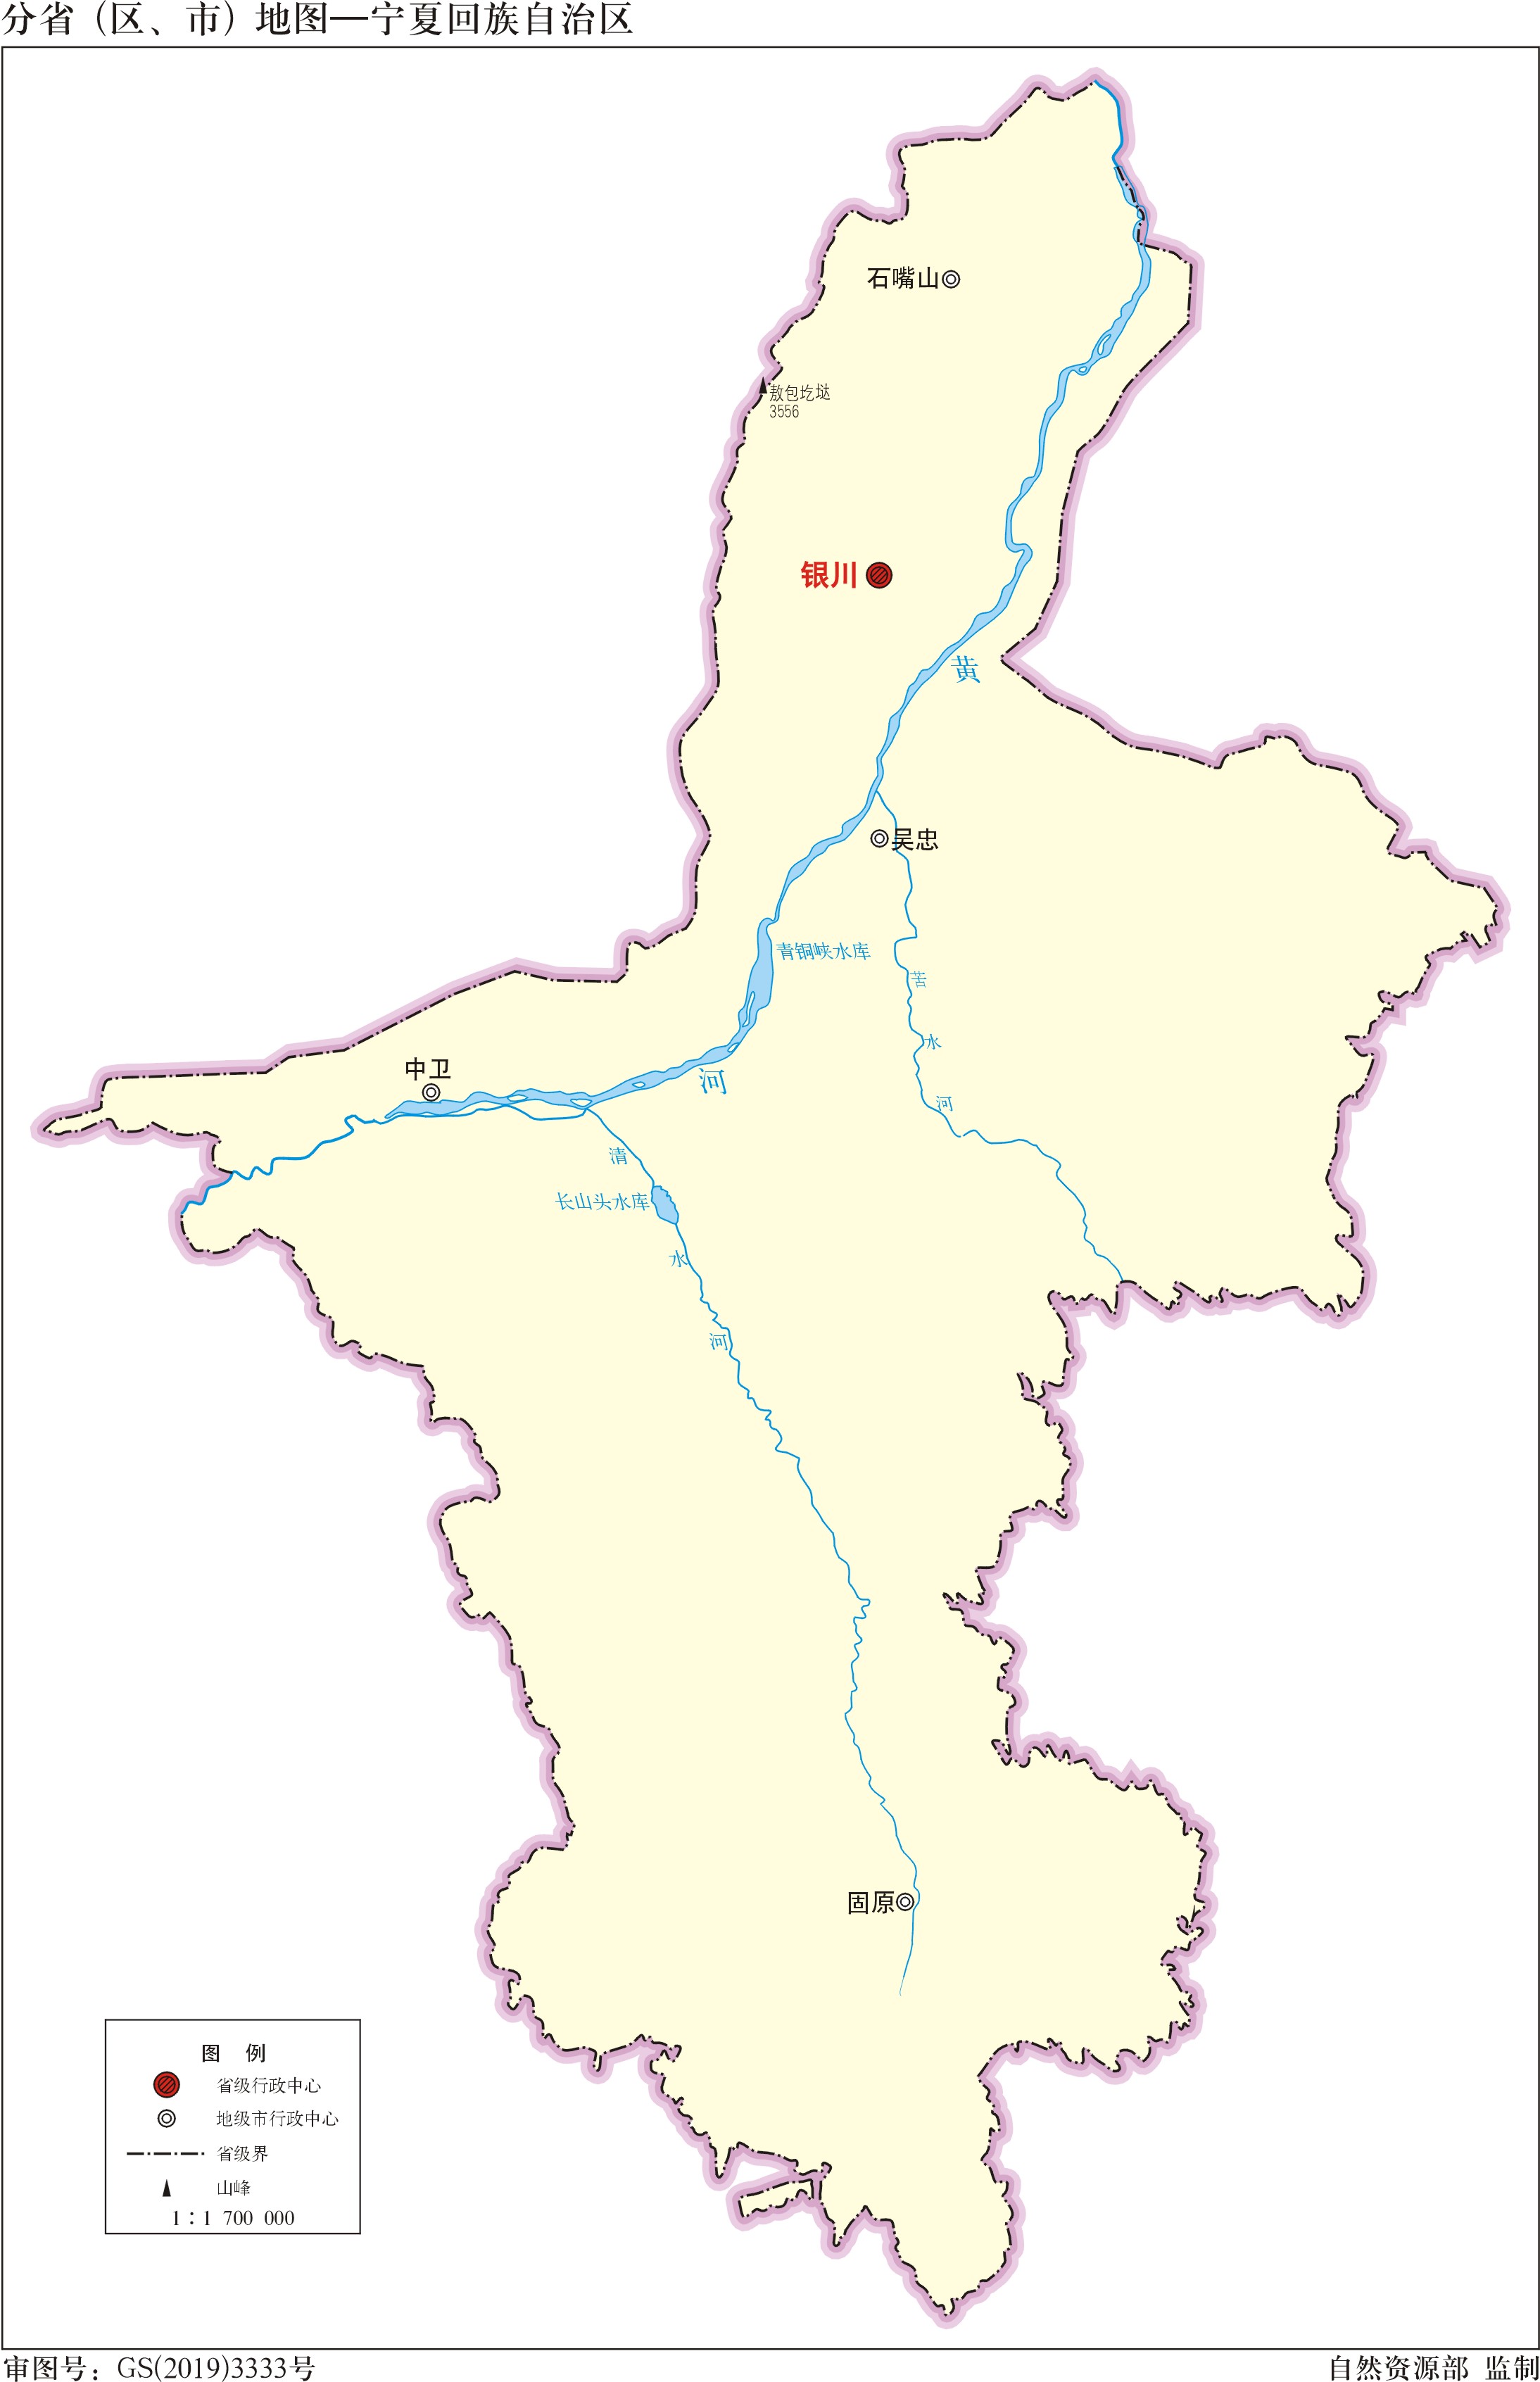 分省（区、市）地图—宁夏回族自治区
石嘴山
敖包圪垯
3556
银川
黄
吴忠
青铜峡水库
苦
水
河
中卫
河
清
长山头水库
水
河
固原
图 例
省级行政中心
地级市行政中心
省级界
山峰
1：1 700 000
审图号：GS(2019)3333号
自然资源部 监制